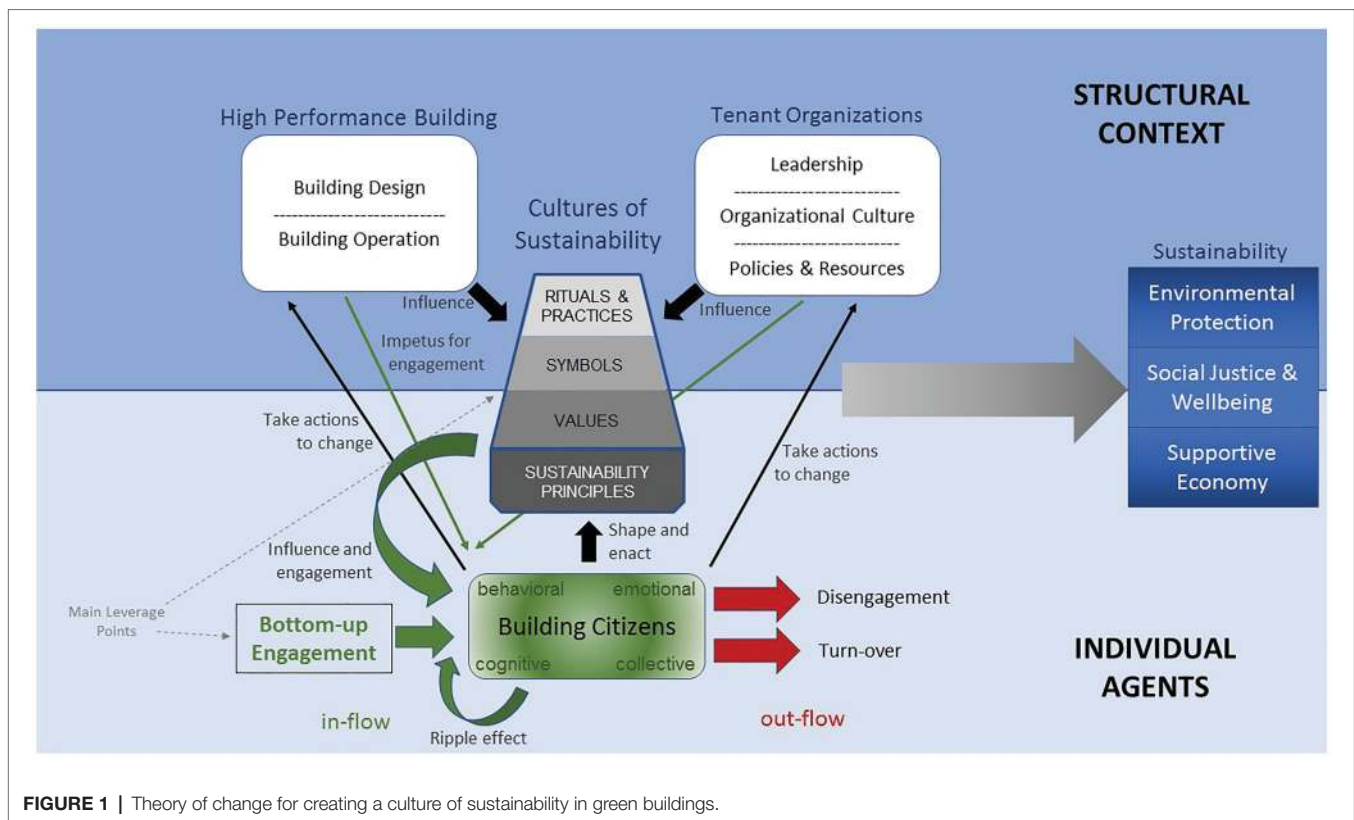 STRUCTURAL
CONTEXT
High Performance Building
Building Design
----------------------------
Building Operation
Tenant Organizations
Leadership
---------------------------
Organizational Culture
---------------------------
Policies & Resources
Cultures of
Sustainability
Influence
Influence
RITUALS &
PRACTICES
SYMBOLS
VALUES
SUSTAINABILITY
PRINCIPLES
Impetus for
engagement
Take actions
to change
Take actions
to change
Sustainability
Environmental
Protection
Social Justice &
Wellbeing
Supportive
Economy
Shape and
enact
Influence and
engagement
Main Leverage
Points
Bottom-up
Engagement
behavioral emotional
Building Citizens
cognitive collective
Disengagement
Turn-over
INDIVIDUAL
AGENTS
in-flow
Ripple effect
out-flow
FIGURE 1 | Theory of change for creating a culture of sustainability in green buildings.